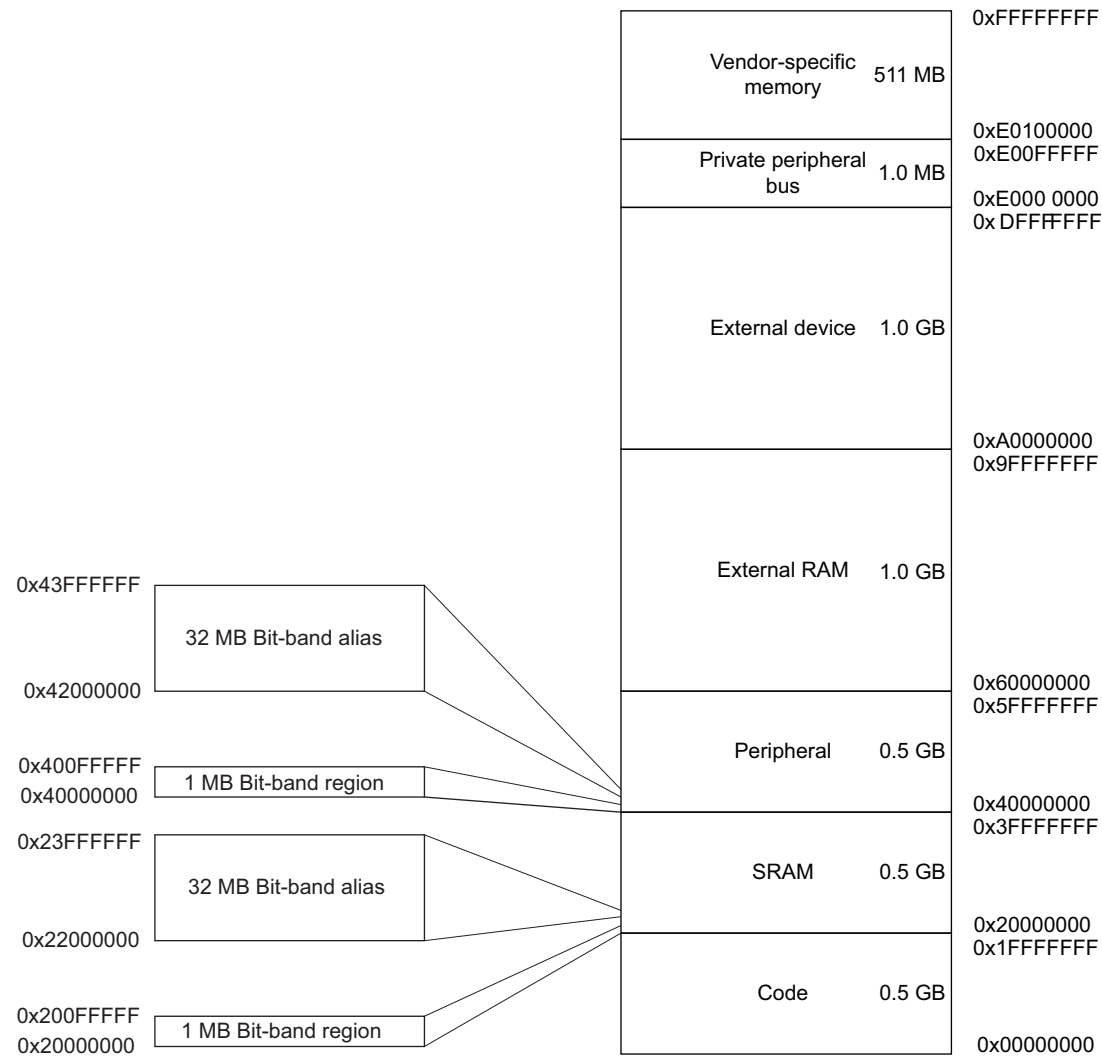 0xFFFFFFFF
Vendor-specific
memory
511 MB
0xE0100000
0xE00FFFFF
Private peripheral
bus
1.0 MB
0xE000 0000
0x DFFFFFFF
External device
1.0 GB
0xA0000000
0x9FFFFFFF
External RAM
1.0 GB
0x60000000
0x5FFFFFFF
Peripheral
0.5 GB
0x40000000
0x3FFFFFFF
SRAM
0.5 GB
0x20000000
0x1FFFFFFF
Code
0.5 GB
0x00000000
0x43FFFFFF
32 MB Bit-band alias
0x42000000
0x400FFFFF
1 MB Bit-band region
0x40000000
0x23FFFFFF
32 MB Bit-band alias
0x22000000
0x200FFFFF
1 MB Bit-band region
0x20000000